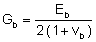 G_b = E_b / 2(1+ν_b)